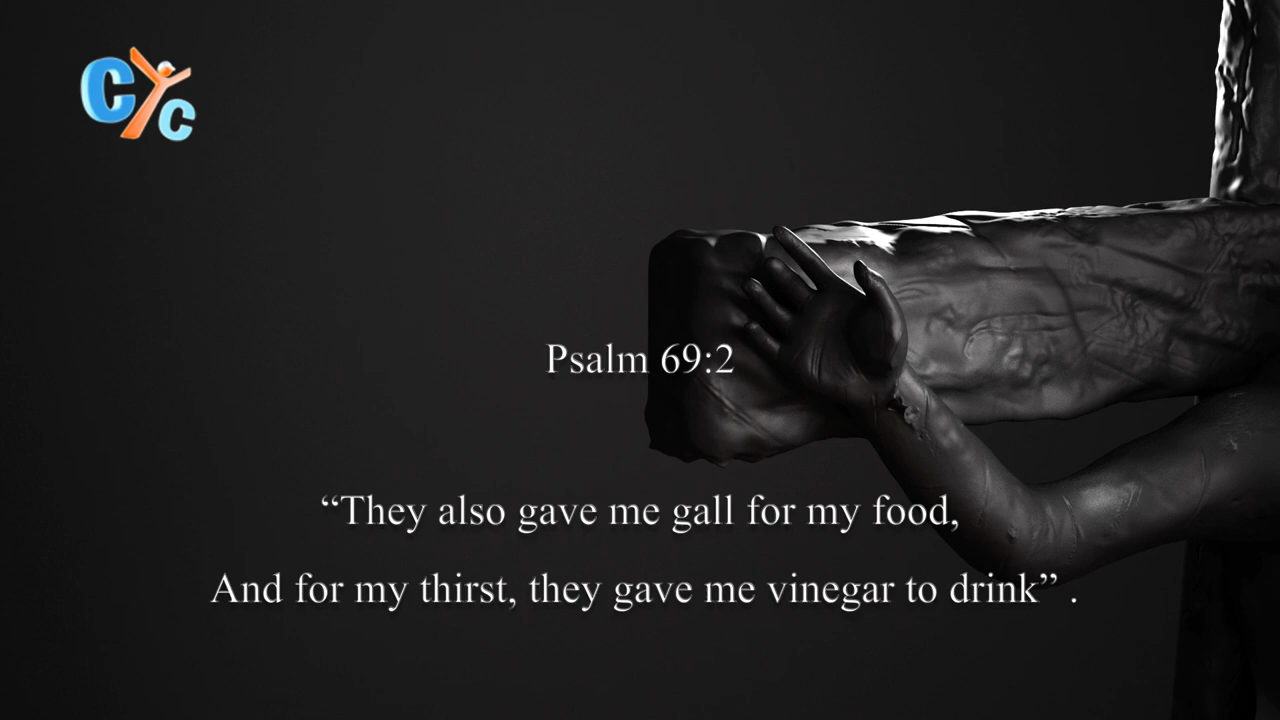 CYC
Psalm 69:2
“They also gave me gall for my food,
And for my thirst, they gave me vinegar to drink” .